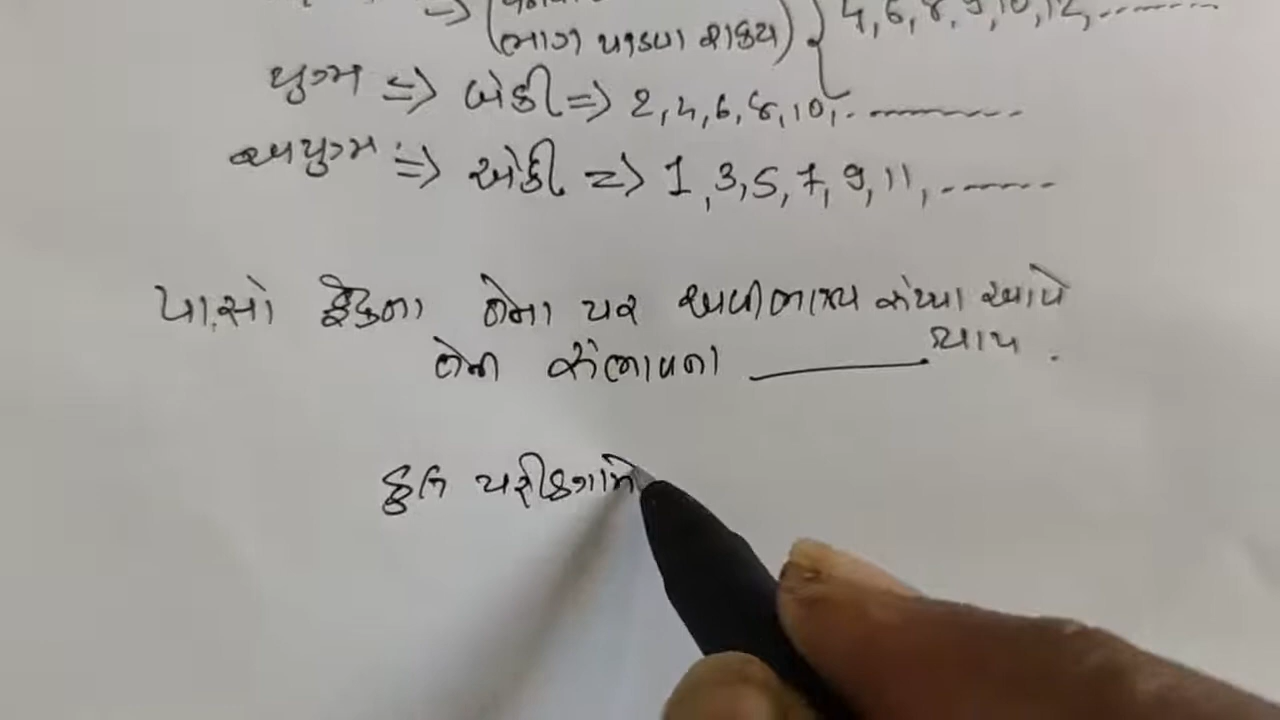 => (ભાગ પાડવા શક્ય) } 4, 6, 8, 9, 10, 12, ........
યુગ્મ => બેકી => 2, 4, 6, 8, 10, ........
અયુગ્મ => એકી => 1, 3, 5, 7, 9, 11, ........
પાસો ફેંકતા તેના પર અવિભાજ્ય સંખ્યા આવે
તેની સંભાવના ______ થાય .
કુલ પરીણામો